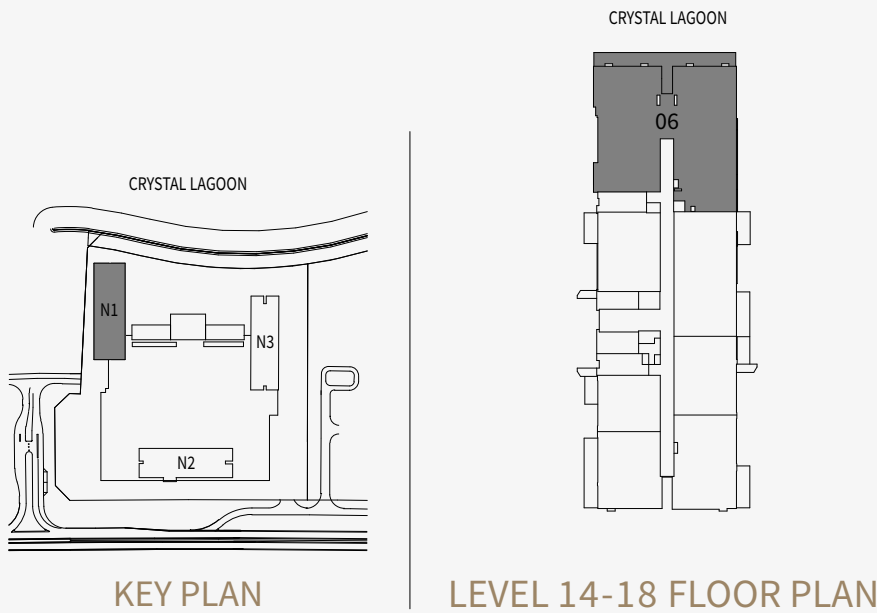 CRYSTAL LAGOON
N1
N3
N2
KEY PLAN
CRYSTAL LAGOON
06
LEVEL 14-18 FLOOR PLAN